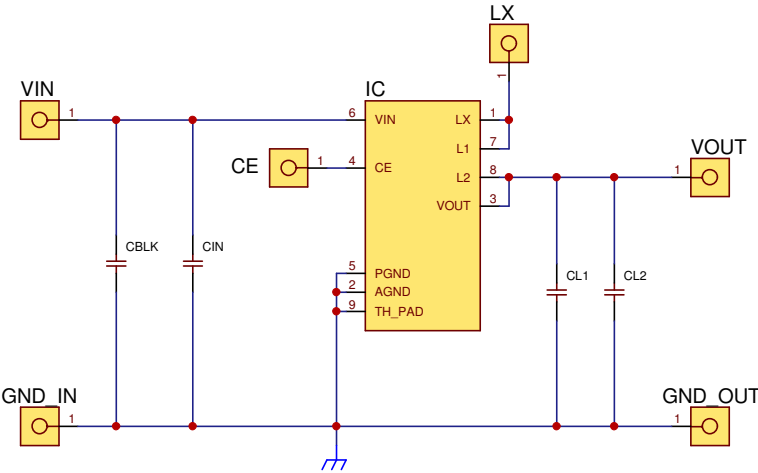 LX
1
VIN
1
IC
6 VIN LX 1
L1 7
CE 1 4 CE
L2 8
VOUT 3
VOUT
1
CBLK CIN
5 PGND
2 AGND
9 TH_PAD
CL1 CL2
GND_IN
1
GND_OUT
1